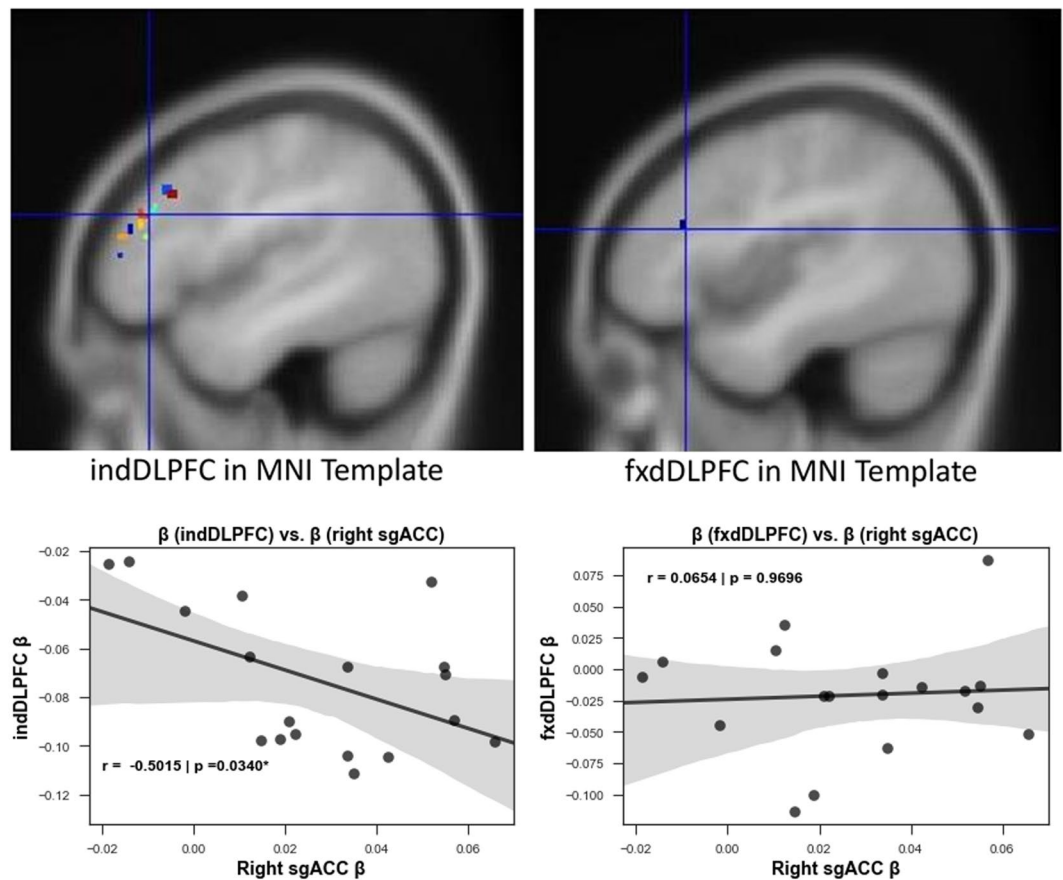 indDLPFC in MNI Template
fxdDLPFC in MNI Template
β (indDLPFC) vs. β (right sgACC)
indDLPFC β
−0.02
−0.04
−0.06
−0.08
−0.10
−0.12
r = -0.5015 | p =0.0340*
−0.02 0.00 0.02 0.04 0.06
Right sgACC β
β (fxdDLPFC) vs. β (right sgACC)
fxdDLPFC β
0.075
0.050
0.025
0.000
−0.025
−0.050
−0.075
−0.100
r = 0.0654 | p = 0.9696
−0.02 0.00 0.02 0.04 0.06
Right sgACC β